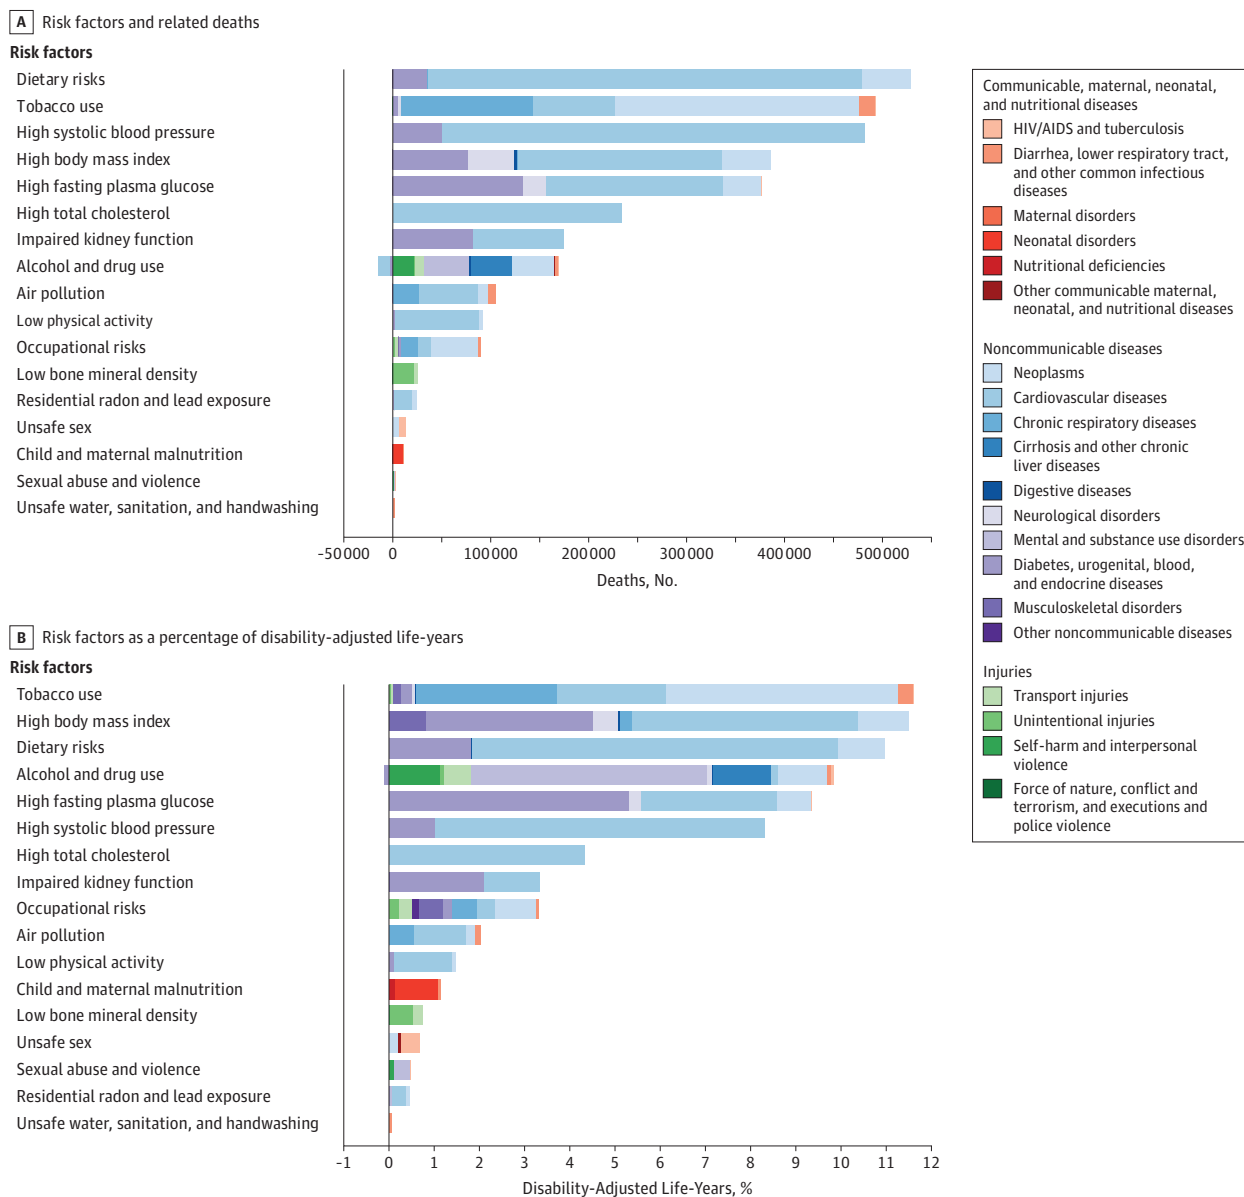 A Risk factors and related deaths
Risk factors
Dietary risks
Tobacco use
High systolic blood pressure
High body mass index
High fasting plasma glucose
High total cholesterol
Impaired kidney function
Alcohol and drug use
Air pollution
Low physical activity
Occupational risks
Low bone mineral density
Residential radon and lead exposure
Unsafe sex
Child and maternal malnutrition
Sexual abuse and violence
Unsafe water, sanitation, and handwashing
-50000 0 100000 200000 300000 400000 500000
Deaths, No.
B Risk factors as a percentage of disability-adjusted life-years
Risk factors
Tobacco use
High body mass index
Dietary risks
Alcohol and drug use
High fasting plasma glucose
High systolic blood pressure
High total cholesterol
Impaired kidney function
Occupational risks
Air pollution
Low physical activity
Child and maternal malnutrition
Low bone mineral density
Unsafe sex
Sexual abuse and violence
Residential radon and lead exposure
Unsafe water, sanitation, and handwashing
-1 0 1 2 3 4 5 6 7 8 9 10 11 12
Disability-Adjusted Life-Years, %
Communicable, maternal, neonatal,
and nutritional diseases
HIV/AIDS and tuberculosis
Diarrhea, lower respiratory tract,
and other common infectious
diseases
Maternal disorders
Neonatal disorders
Nutritional deficiencies
Other communicable maternal,
neonatal, and nutritional diseases
Noncommunicable diseases
Neoplasms
Cardiovascular diseases
Chronic respiratory diseases
Cirrhosis and other chronic
liver diseases
Digestive diseases
Neurological disorders
Mental and substance use disorders
Diabetes, urogenital, blood,
and endocrine diseases
Musculoskeletal disorders
Other noncommunicable diseases
Injuries
Transport injuries
Unintentional injuries
Self-harm and interpersonal
violence
Force of nature, conflict and
terrorism, and executions and
police violence